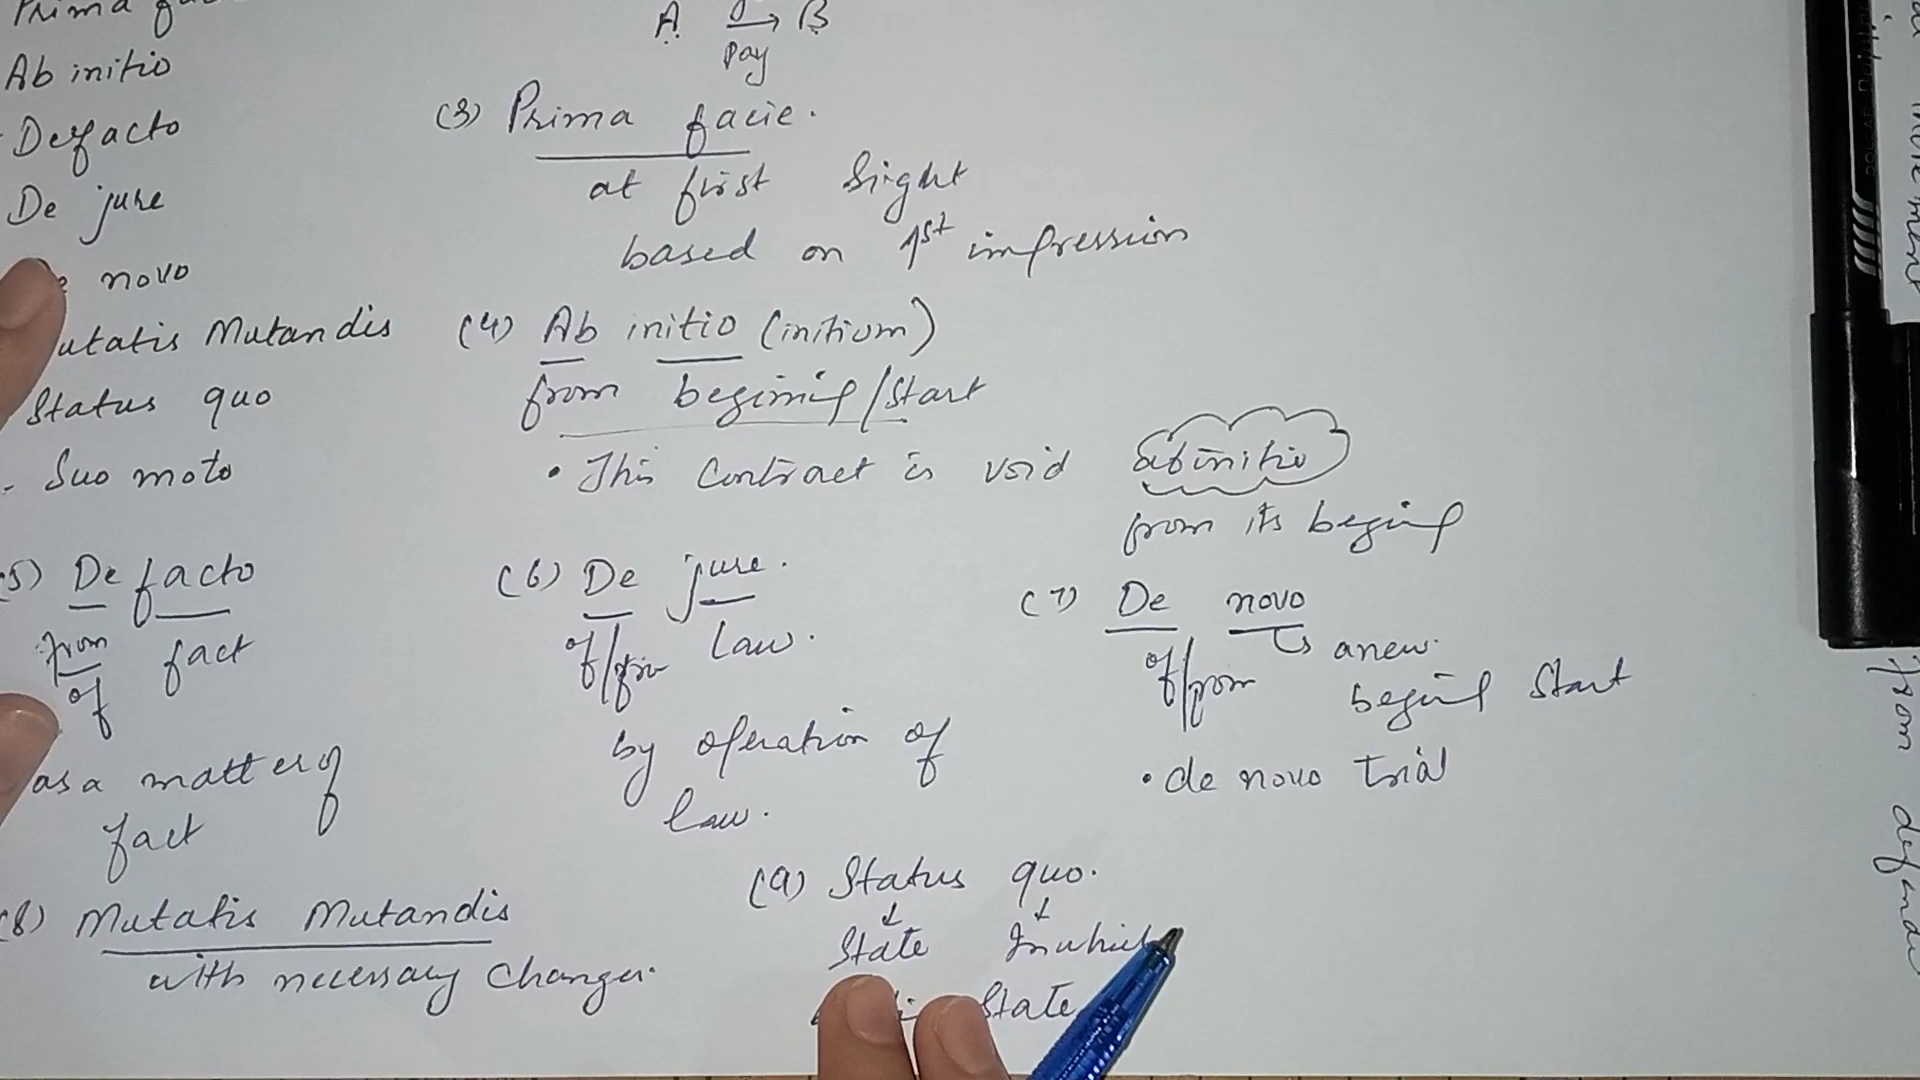 Prima
Ab initio
Defacto
De jure
novo
utatis Mutandis
Status quo
- Suo moto
A → B
Pay
(3) Prima facie.
at first Sight
based on 1st impression
(4) Ab initio (initium)
from begining/Start
• This Contract is void abinitio
from its begining
(5) De facto
from fact
of
as a matter of
fact
(6) De jure.
of/from Law.
by operation of
law.
(7) De novo
↳ anew.
of/from begining Start
• de novo trial
(8) Mutatis Mutandis
with necessary Changes.
(9) Status quo.
↓ ↓
State In which
State
from